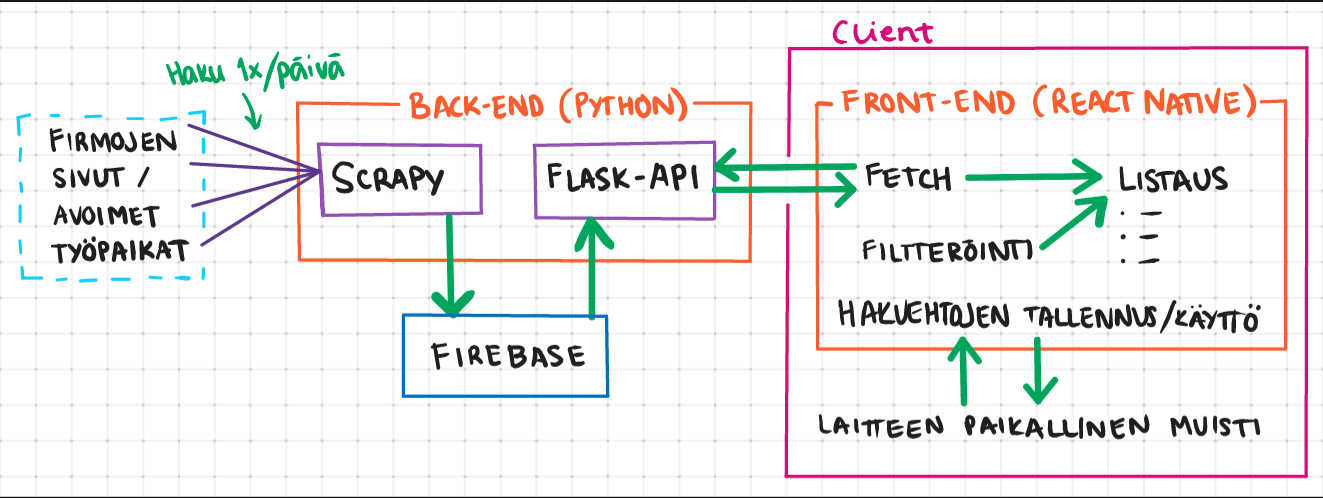 Client
Haku 1x/päivä
BACK-END (PYTHON)
FRONT-END (REACT NATIVE)
FIRMOJEN
SIVUT /
AVOIMET
TYÖPAIKAT
SCRAPY
FLASK-API
FETCH
LISTAUS
FILTTERÖINTI
HAKUEHTOJEN TALLENNUS/KÄYTTÖ
FIREBASE
LAITTEEN PAIKALLINEN MUISTI